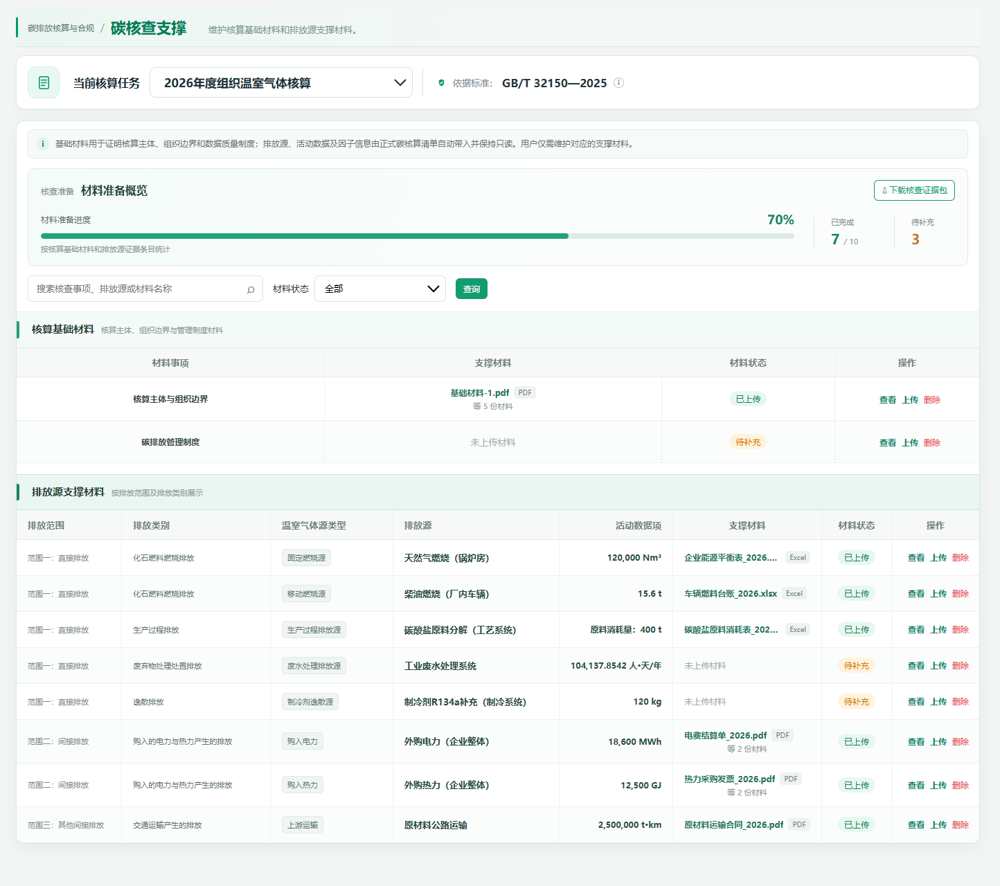 碳排放核算与合规 / 碳核查支撑 维护核算基础材料和排放源支撑材料。
当前核算任务 2026年度组织温室气体核算 依据标准: GB/T 32150—2025
基础材料用于证明核算主体、组织边界和数据质量制度；排放源、活动数据及因子信息由正式碳核算清单自动带入并保持只读。用户仅需维护对应的支撑材料。
核查准备 材料准备概览 ⇩下载核查证据包
材料准备进度 70% 已完成 待补充
7 / 10 3
按核算基础材料和排放源证据条目统计
搜索核查事项、排放源或材料名称 材料状态 全部 查询
核算基础材料 核算主体、组织边界与管理制度材料
材料事项 支撑材料 材料状态 操作
核算主体与组织边界 基础材料-1.pdf PDF 已上传 查看 上传 删除
等 5 份材料
碳排放管理制度 未上传材料 待补充 查看 上传 删除
排放源支撑材料 按排放范围及排放类别展示
排放范围 排放类别 温室气体源类型 排放源 活动数据项 支撑材料 材料状态 操作
范围一：直接排放 化石燃料燃烧排放 固定燃烧源 天然气燃烧（锅炉房） 120,000 Nm³ 企业能源平衡表_2026.... Excel 已上传 查看 上传 删除
范围一：直接排放 化石燃料燃烧排放 移动燃烧源 柴油燃烧（厂内车辆） 15.6 t 车辆燃料台账_2026.xlsx Excel 已上传 查看 上传 删除
范围一：直接排放 生产过程排放 生产过程排放源 碳酸盐原料分解（工艺系统） 原料消耗量：400 t 碳酸盐原料消耗表_202... Excel 已上传 查看 上传 删除
范围一：直接排放 废弃物处理处置排放 废水处理排放源 工业废水处理系统 104,137.8542 人·天/年 未上传材料 待补充 查看 上传 删除
范围一：直接排放 逸散排放 制冷剂逸散源 制冷剂R134a补充（制冷系统） 120 kg 未上传材料 待补充 查看 上传 删除
范围二：间接排放 购入的电力与热力产生的排放 购入电力 外购电力（企业整体） 18,600 MWh 电费结算单_2026.pdf PDF 已上传 查看 上传 删除
等 2 份材料
范围二：间接排放 购入的电力与热力产生的排放 购入热力 外购热力（企业整体） 12,500 GJ 热力采购发票_2026.pdf PDF 已上传 查看 上传 删除
等 2 份材料
范围三：其他间接排放 交通运输产生的排放 上游运输 原材料公路运输 2,500,000 t·km 原材料运输合同_2026.pdf PDF 已上传 查看 上传 删除